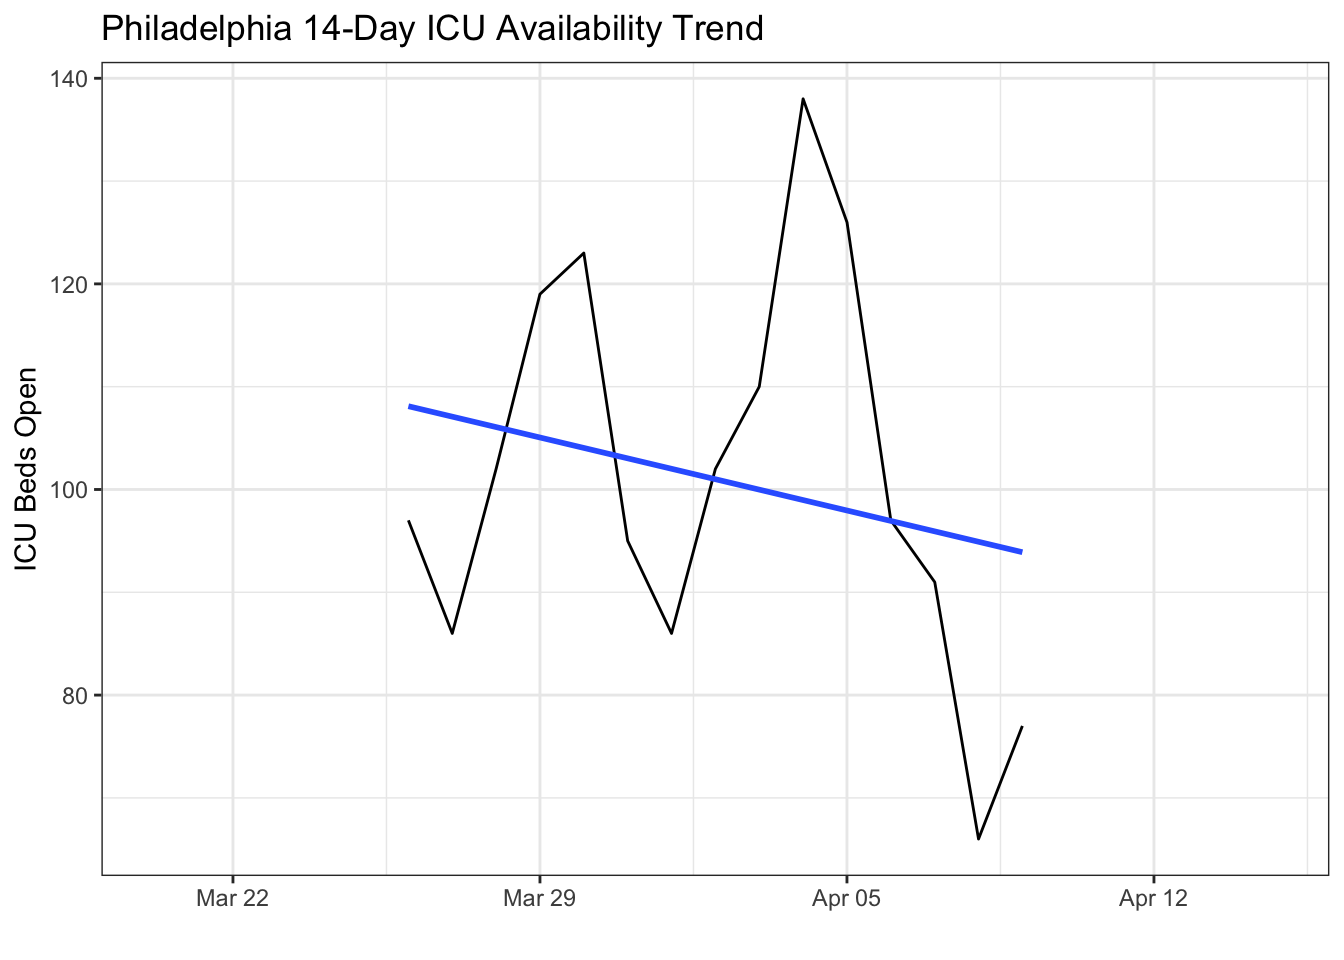 Philadelphia 14-Day ICU Availability Trend
140
120
100
80
ICU Beds Open
Mar 22
Mar 29
Apr 05
Apr 12